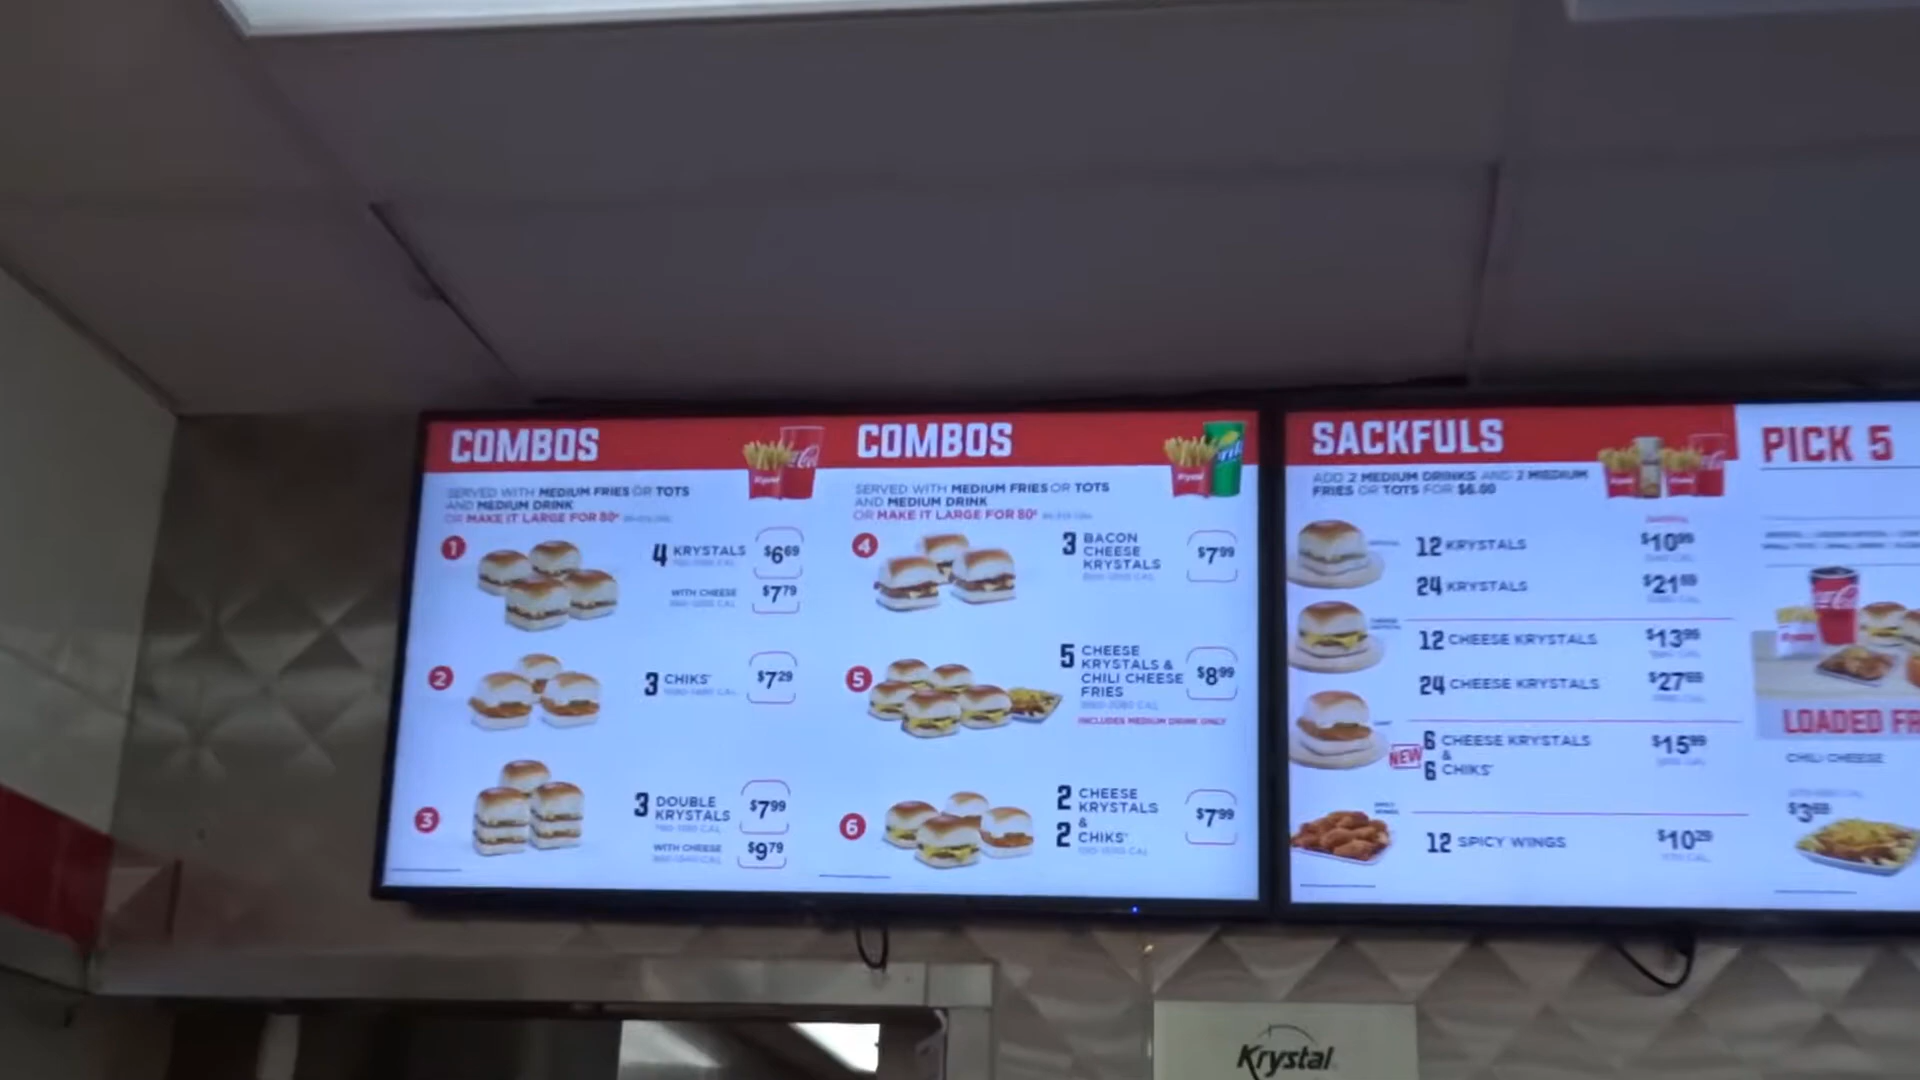 COMBOS
SERVED WITH MEDIUM FRIES OR TOTS
AND MEDIUM DRINK
OR MAKE IT LARGE FOR 80¢
1
4 KRYSTALS $6.69
WITH CHEESE $7.79
2
3 CHIKS $7.29
3
3 DOUBLE
KRYSTALS $7.99
WITH CHEESE $9.79
COMBOS
SERVED WITH MEDIUM FRIES OR TOTS
AND MEDIUM DRINK
OR MAKE IT LARGE FOR 80¢
4
3 BACON
CHEESE
KRYSTALS $7.99
5
5 CHEESE
KRYSTALS &
CHILI CHEESE
FRIES $8.99
INCLUDES MEDIUM DRINK ONLY
6
2 CHEESE
KRYSTALS
&
2 CHIKS $7.99
SACKFULS
ADD 2 MEDIUM DRINKS AND 2 MEDIUM
FRIES OR TOTS FOR $6.00
12 KRYSTALS $10.99
24 KRYSTALS
12 CHEESE KRYSTALS $13.99
24 CHEESE KRYSTALS
NEW
6 CHEESE KRYSTALS $15.99
&
6 CHIKS
12 SPICY WINGS $10.29
PICK 5
LOADED FR
CHILI CHEESE
Krystal